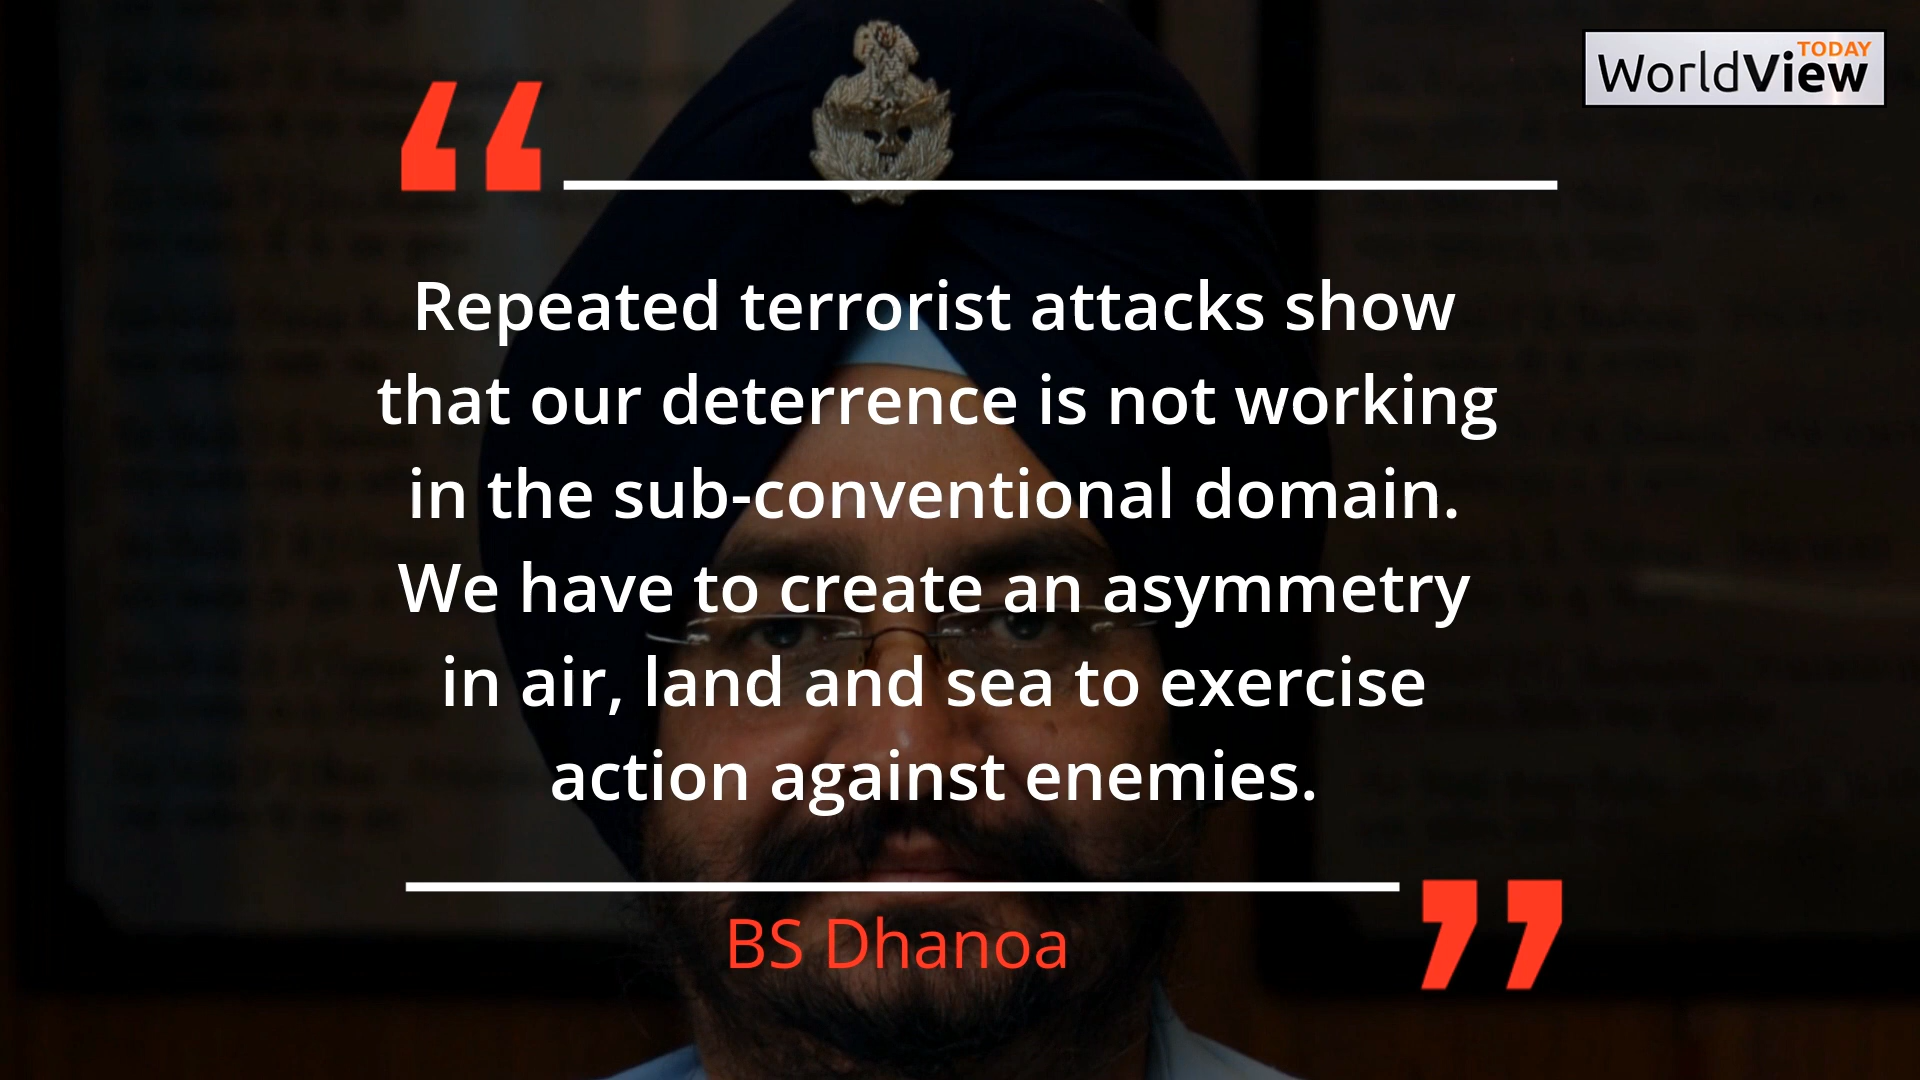 TODAY
WorldView
Repeated terrorist attacks show
that our deterrence is not working
in the sub-conventional domain.
We have to create an asymmetry
in air, land and sea to exercise
action against enemies.
BS Dhanoa